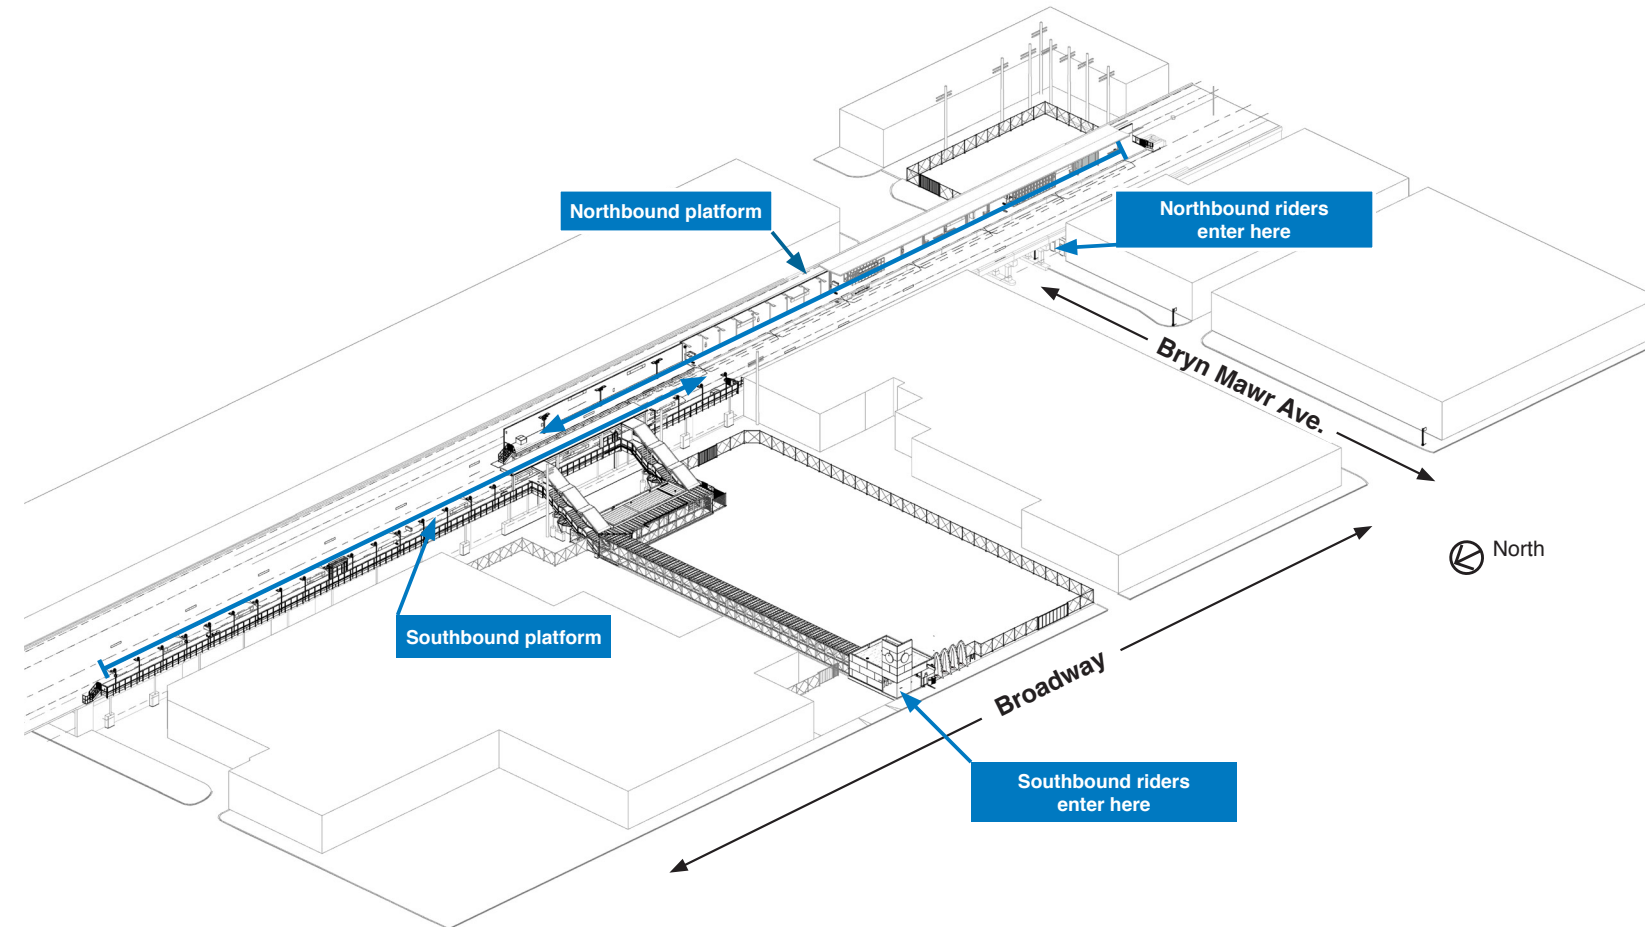 Northbound platform
Northbound riders
enter here
Bryn Mawr Ave.
North
Southbound platform
Broadway
Southbound riders
enter here